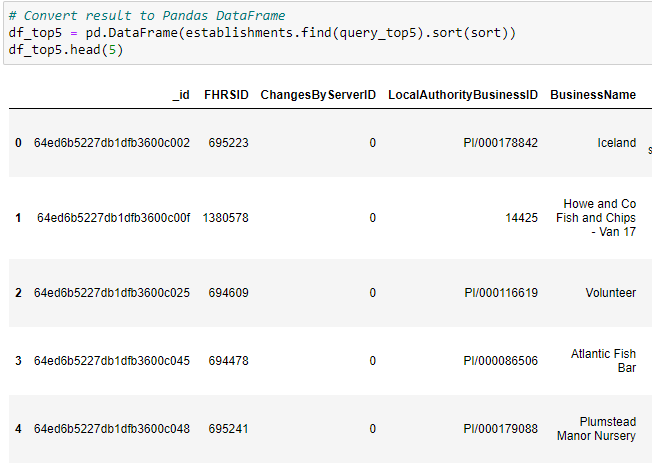 # Convert result to Pandas DataFrame
df_top5 = pd.DataFrame(establishments.find(query_top5).sort(sort))
df_top5.head(5)
_id FHRSID ChangesByServerID LocalAuthorityBusinessID BusinessName
0 64ed6b5227db1dfb3600c002 695223 0 PI/000178842 Iceland
s
1 64ed6b5227db1dfb3600c00f 1380578 0 14425 Howe and Co
Fish and Chips
- Van 17
2 64ed6b5227db1dfb3600c025 694609 0 PI/000116619 Volunteer
3 64ed6b5227db1dfb3600c045 694478 0 PI/000086506 Atlantic Fish
Bar
4 64ed6b5227db1dfb3600c048 695241 0 PI/000179088 Plumstead
Manor Nursery